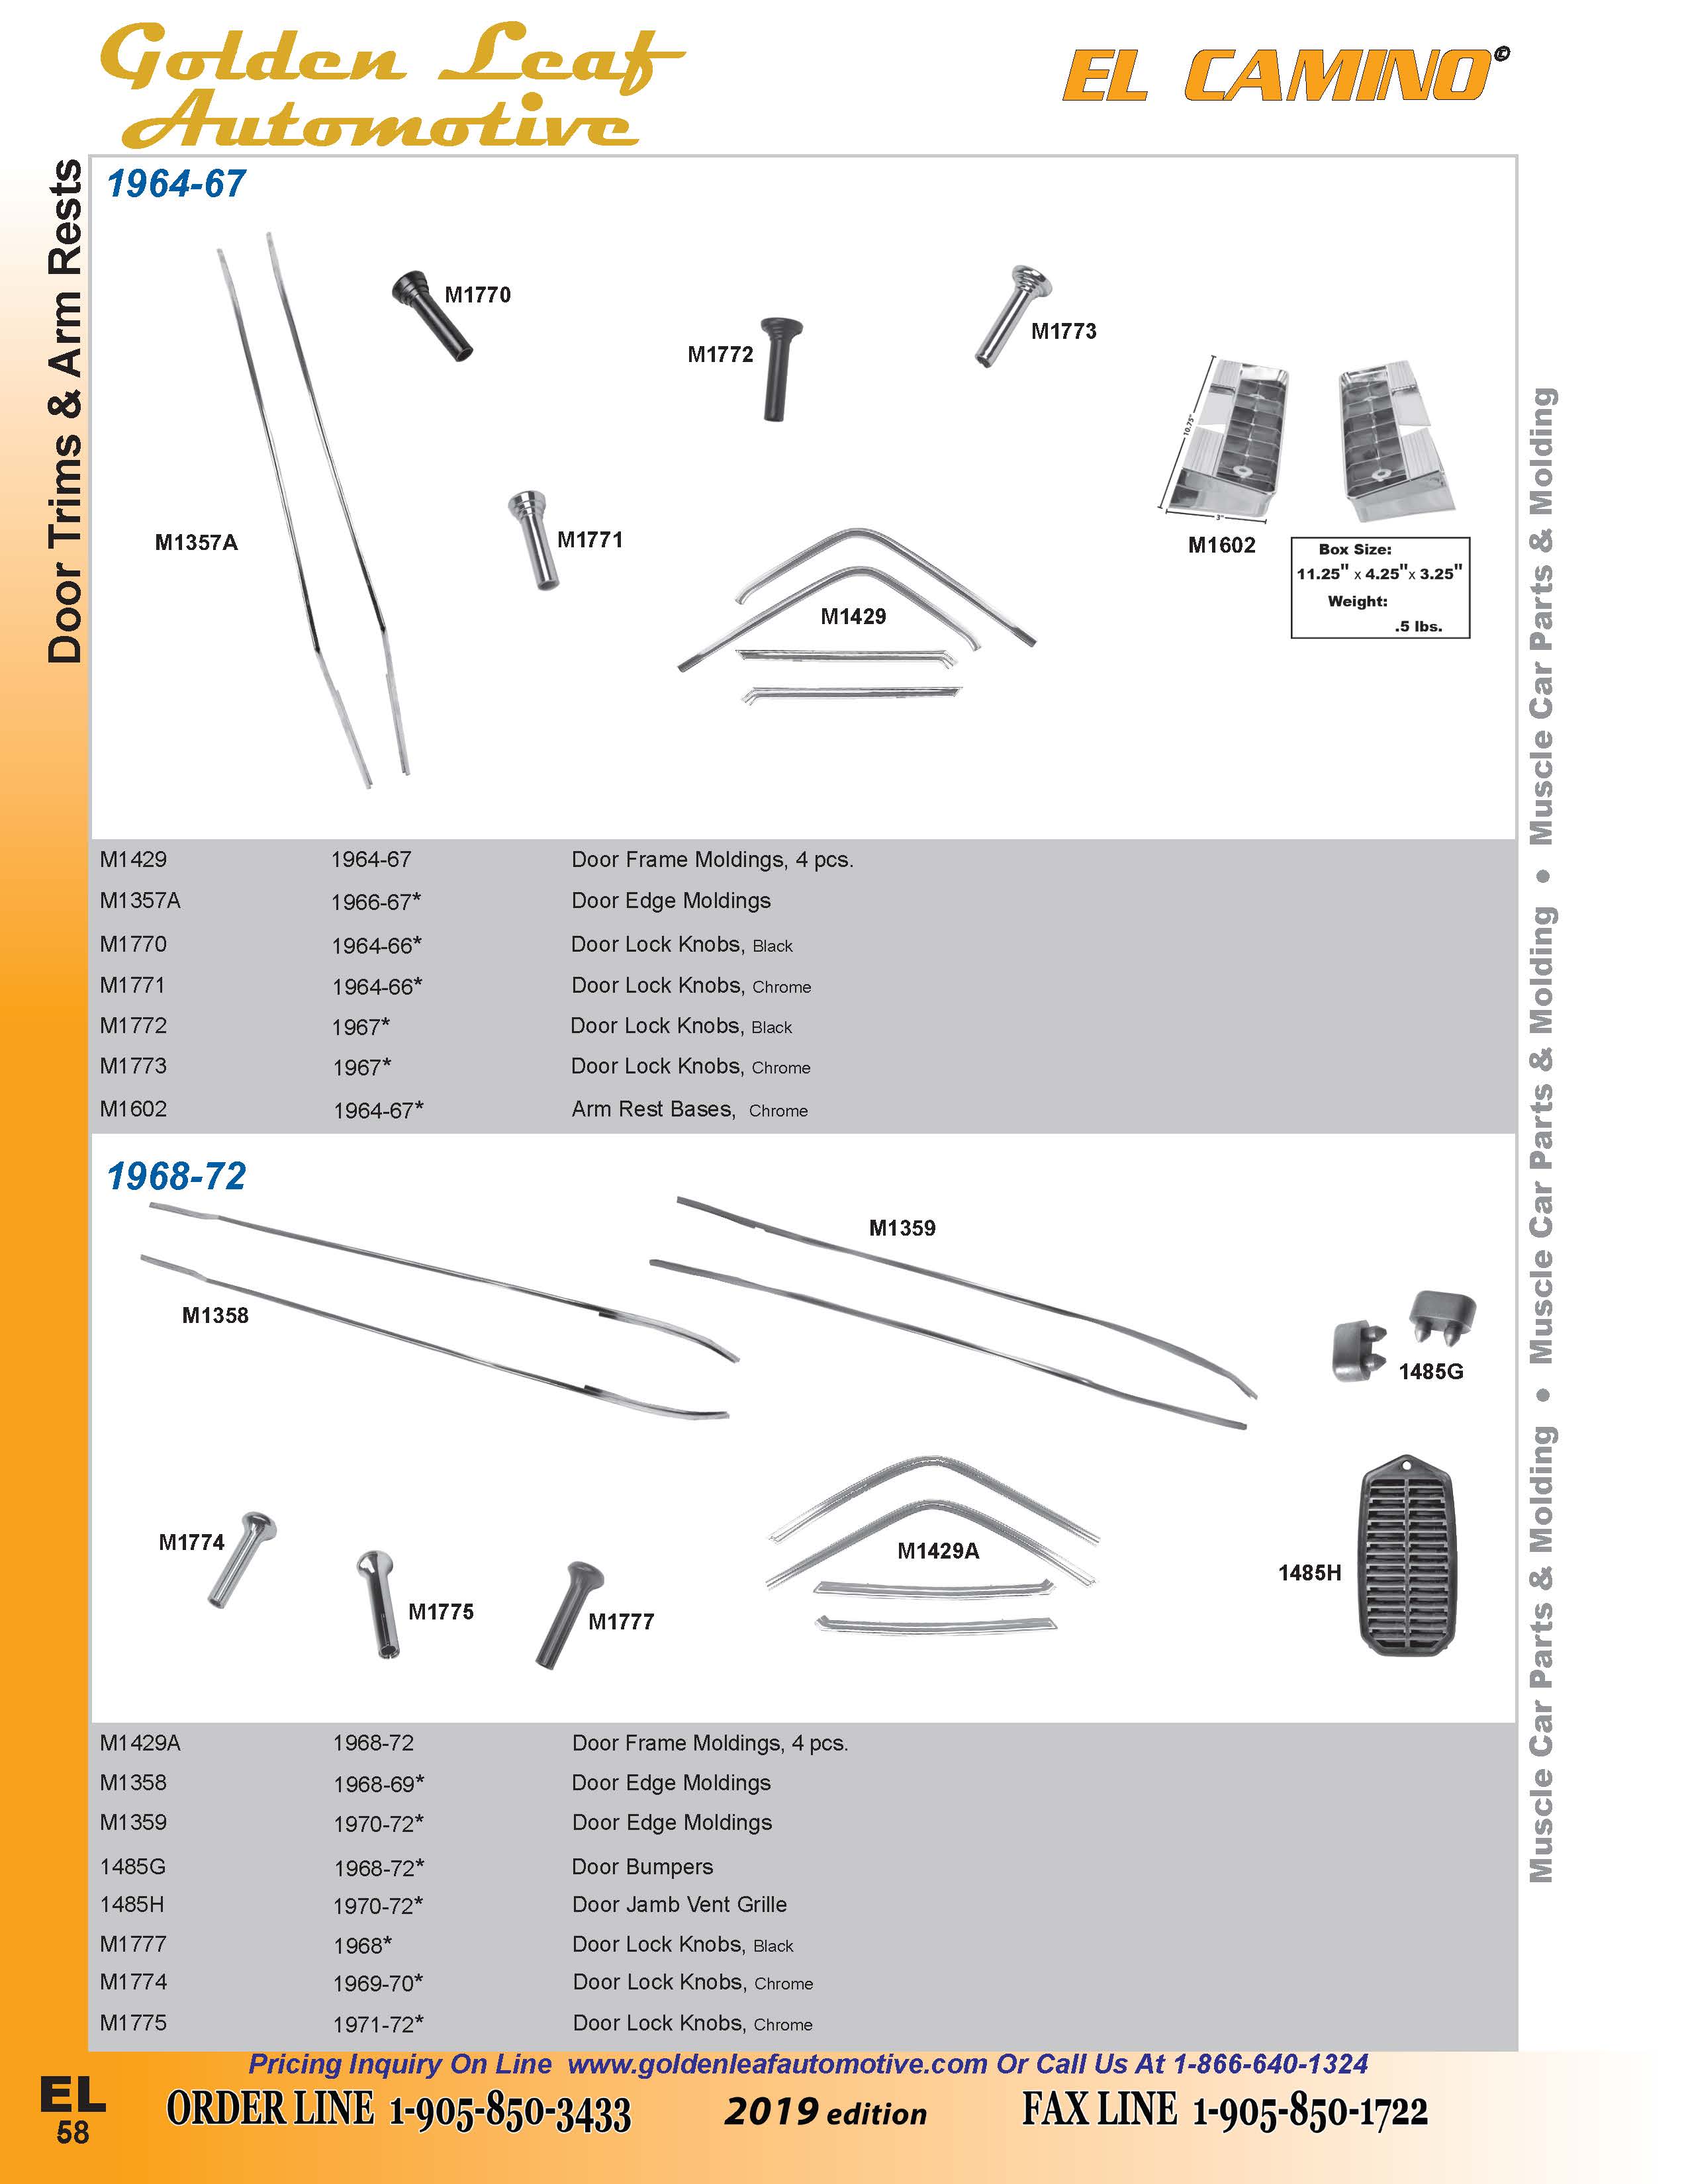 Golden Leaf
Automotive
EL CAMINO©
Door Trims & Arm Rests
1964-67
M1770
M1773
M1772
10.75"
3"
M1357A
M1771
M1602
Box Size:
11.25" x 4.25"x 3.25"
Weight:
.5 lbs.
M1429
M1429 1964-67 Door Frame Moldings, 4 pcs.
M1357A 1966-67* Door Edge Moldings
M1770 1964-66* Door Lock Knobs, Black
M1771 1964-66* Door Lock Knobs, Chrome
M1772 1967* Door Lock Knobs, Black
M1773 1967* Door Lock Knobs, Chrome
M1602 1964-67* Arm Rest Bases, Chrome
1968-72
M1359
M1358
1485G
M1774
M1429A
1485H
M1775
M1777
M1429A 1968-72 Door Frame Moldings, 4 pcs.
M1358 1968-69* Door Edge Moldings
M1359 1970-72* Door Edge Moldings
1485G 1968-72* Door Bumpers
1485H 1970-72* Door Jamb Vent Grille
M1777 1968* Door Lock Knobs, Black
M1774 1969-70* Door Lock Knobs, Chrome
M1775 1971-72* Door Lock Knobs, Chrome
Muscle Car Parts & Molding • Muscle Car Parts & Molding • Muscle Car Parts & Molding
Pricing Inquiry On Line www.goldenleafautomotive.com Or Call Us At 1-866-640-1324
EL
58
ORDER LINE 1-905-850-3433 2019 edition FAX LINE 1-905-850-1722